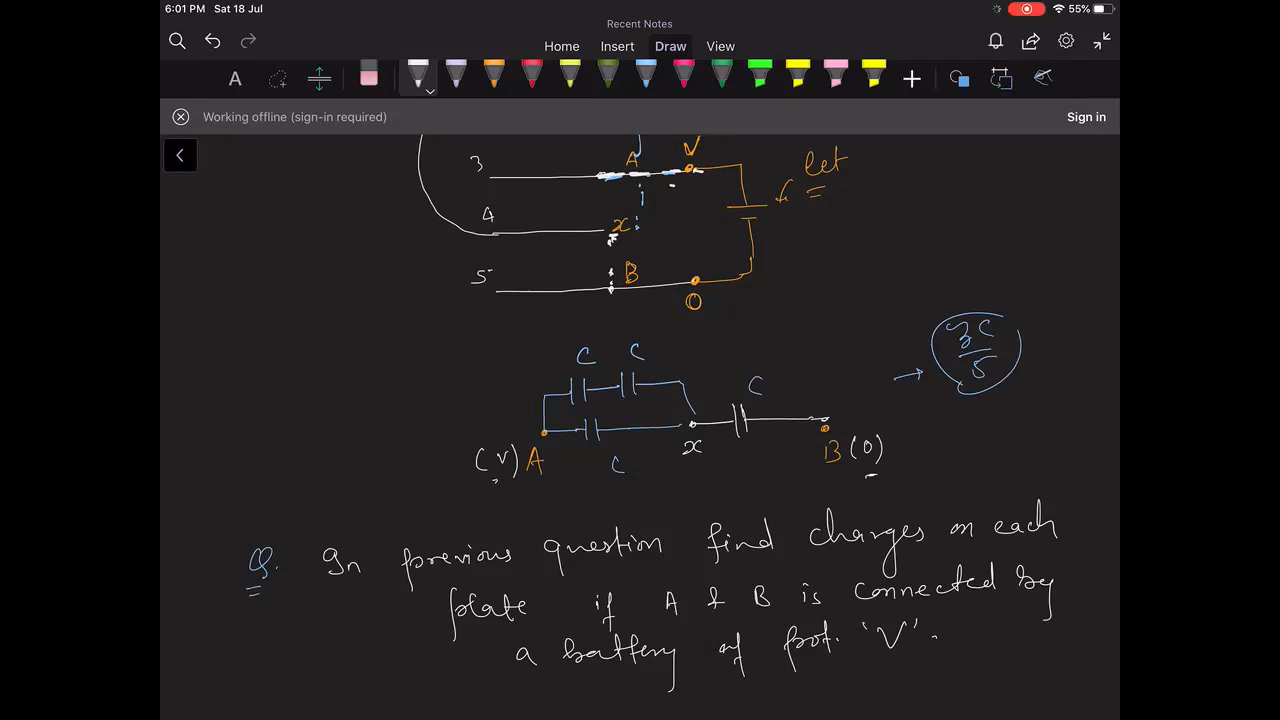 6:01 PM Sat 18 Jul
55%
Recent Notes
Home Insert Draw View
Working offline (sign-in required)
Sign in
3
A
V
let
4
x
5
B
0
C C
C
3C
5
x
(V) A
C
B (0)
Q. In previous question find charges on each
plate if A & B is connected by
a battery of pot. 'V'.